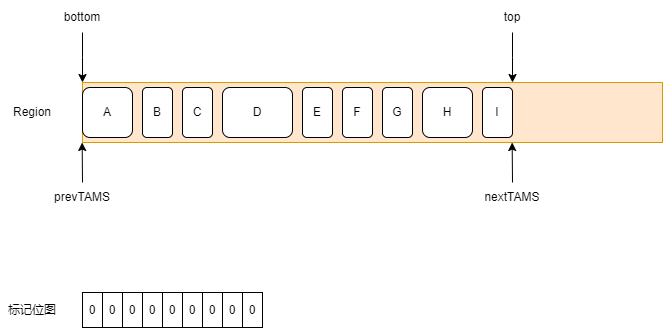 bottom
top
Region
A B C D E F G H I
prevTAMS
nextTAMS
标记位图
0 0 0 0 0 0 0 0 0